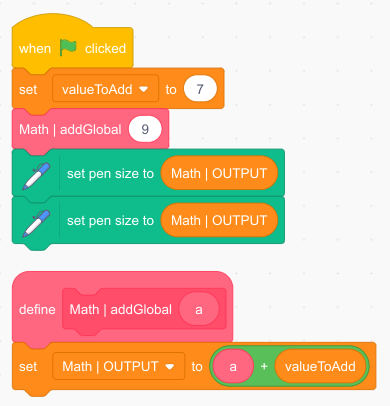 when clicked
set valueToAdd to 7
Math | addGlobal 9
set pen size to Math | OUTPUT
set pen size to Math | OUTPUT
define Math | addGlobal a
set Math | OUTPUT to a + valueToAdd